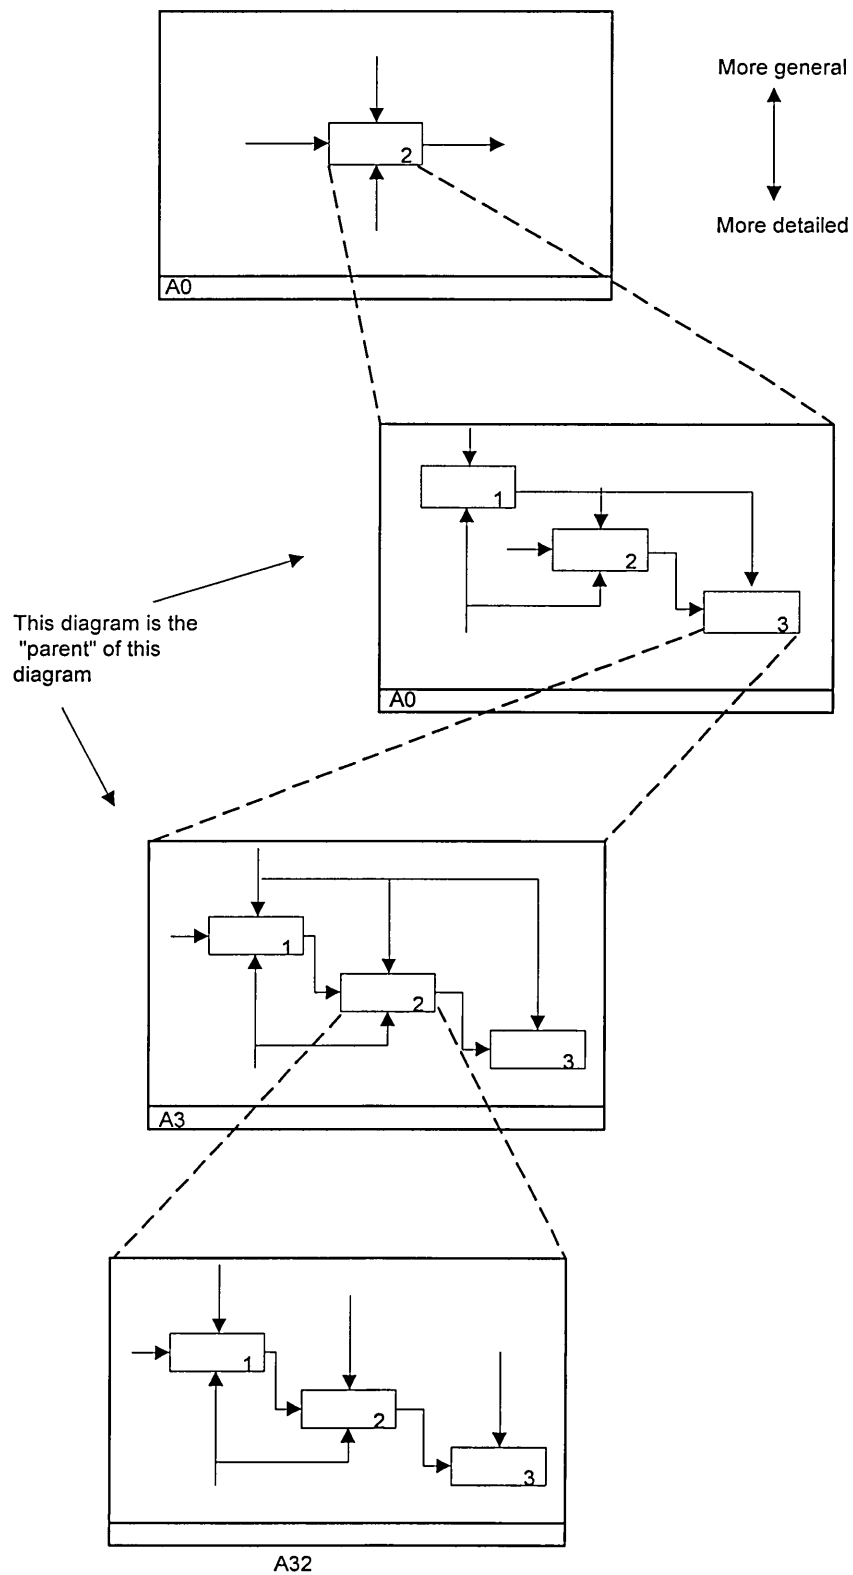 More general
2
More detailed
A0
1
2
3
This diagram is the
"parent" of this
diagram
A0
1
2
3
A3
1
2
3
A32